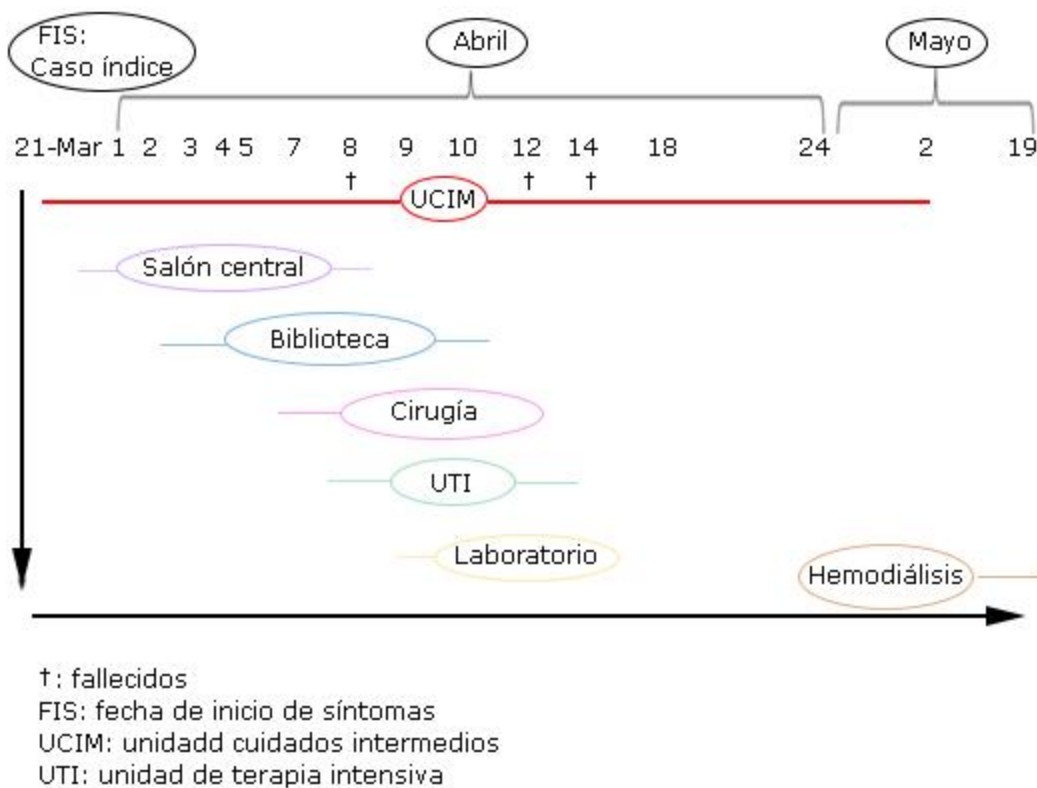 FIS:
Caso índice
Abril
Mayo
21-Mar 1 2 3 4 5 7 8 9 10 12 14 18 24 2 19
† † †
UCIM
Salón central
Biblioteca
Cirugía
UTI
Laboratorio
Hemodiálisis
†: fallecidos
FIS: fecha de inicio de síntomas
UCIM: unidadd cuidados intermedios
UTI: unidad de terapia intensiva